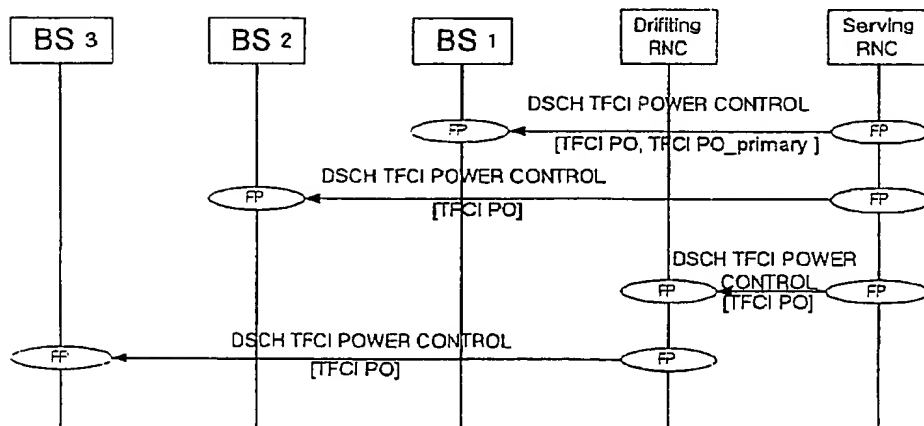 BS 3
BS 2
BS 1
Drifiting
RNC
Serving
RNC
DSCH TFCI POWER CONTROL
FP
FP
[TFCI PO, TFCI PO_primary ]
DSCH TFCI POWER CONTROL
FP
FP
[TFCI PO]
DSCH TFCI POWER
CONTROL
FP
FP
[TFCI PO]
DSCH TFCI POWER CONTROL
FP
FP
[TFCI PO]